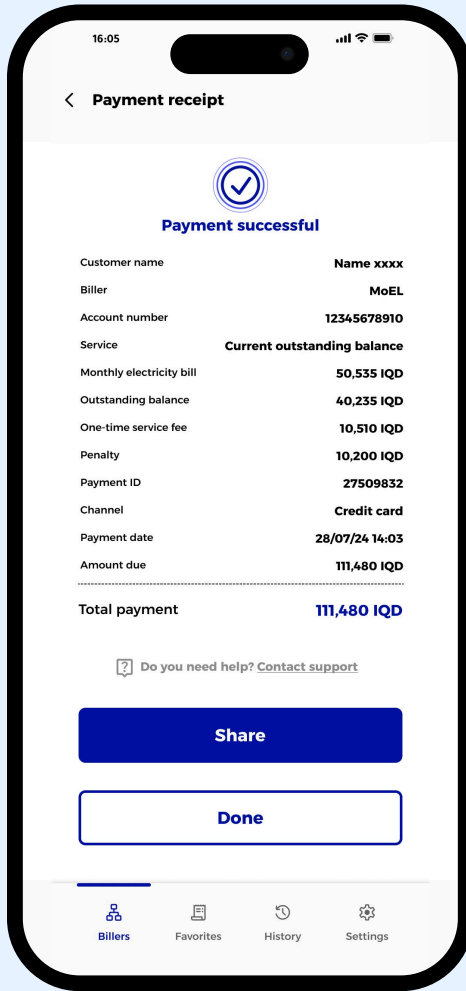 16:05
Payment receipt
Payment successful
Customer name Name xxxx
Biller MoEL
Account number 12345678910
Service Current outstanding balance
Monthly electricity bill 50,535 IQD
Outstanding balance 40,235 IQD
One-time service fee 10,510 IQD
Penalty 10,200 IQD
Payment ID 27509832
Channel Credit card
Payment date 28/07/24 14:03
Amount due 111,480 IQD
Total payment 111,480 IQD
? Do you need help? Contact support
Share
Done
Billers Favorites History Settings